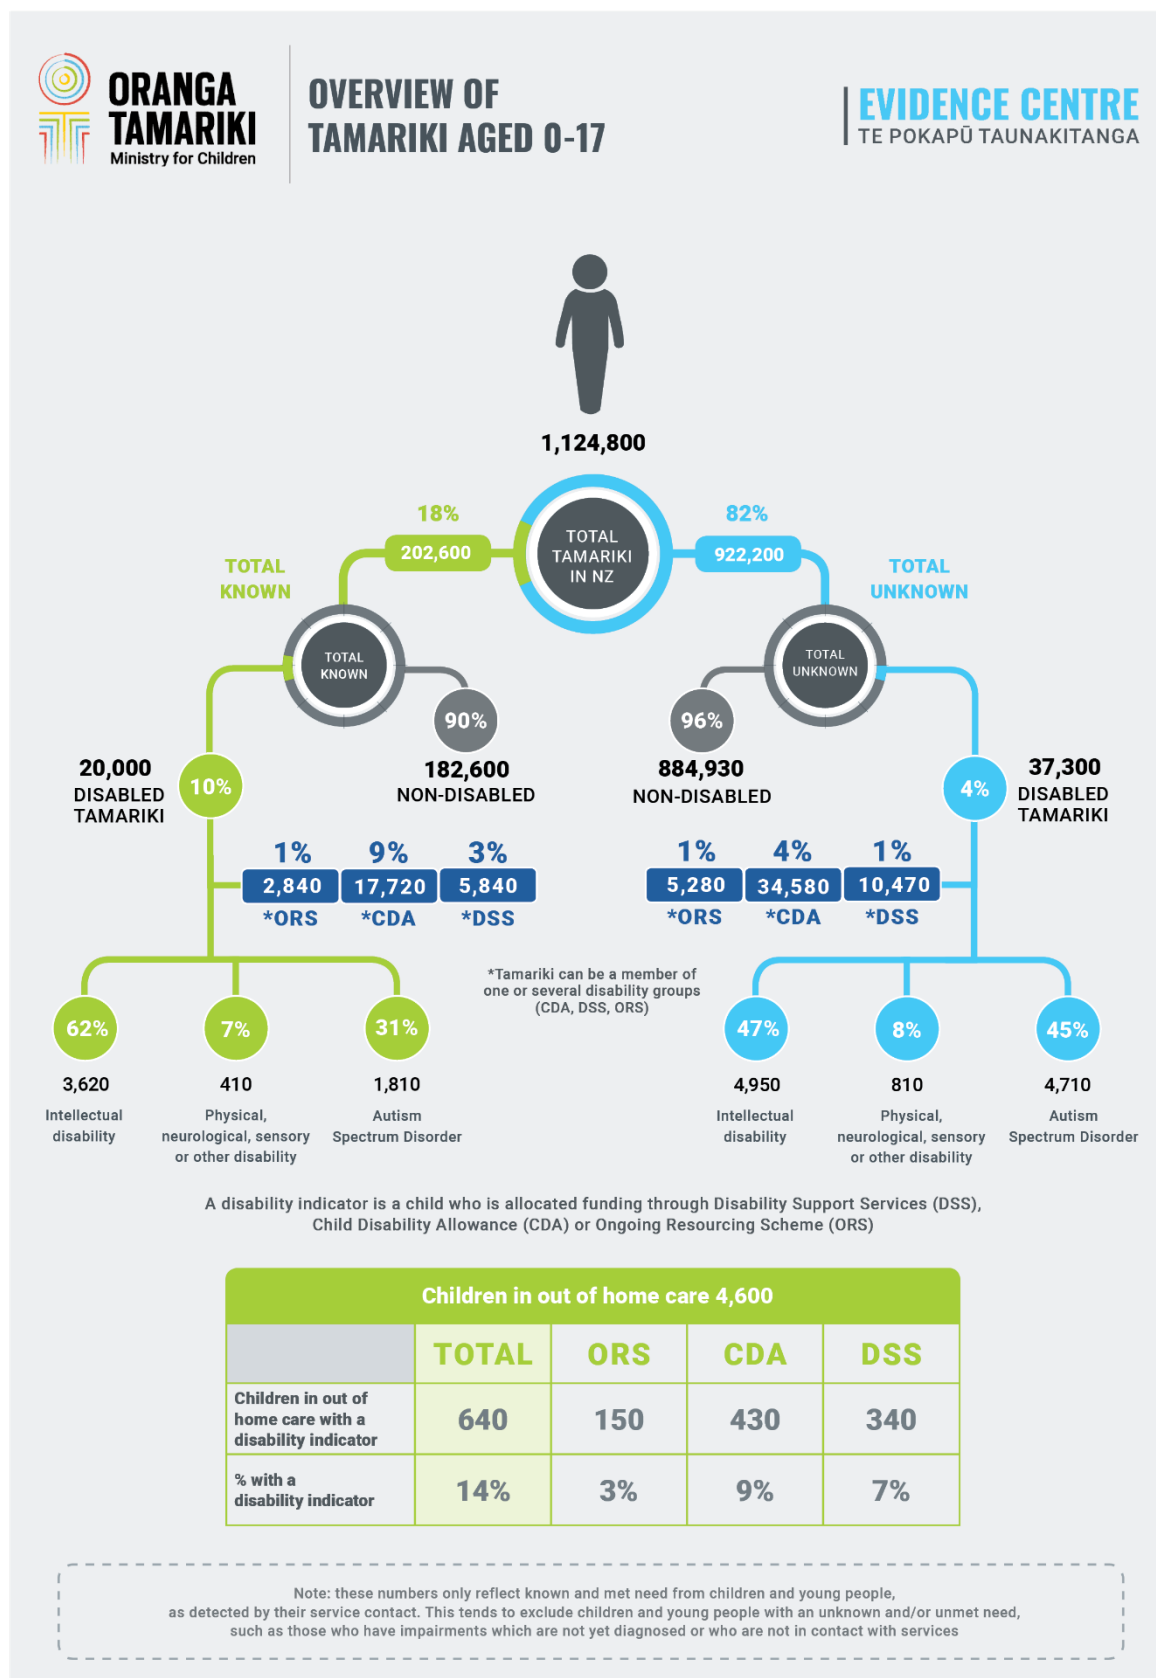 ORANGA
TAMARIKI
Ministry for Children
OVERVIEW OF
TAMARIKI AGED 0-17
EVIDENCE CENTRE
TE POKAPŪ TAUNAKITANGA
1,124,800
TOTAL
TAMARIKI
IN NZ
18%
202,600
82%
922,200
TOTAL
KNOWN
TOTAL
UNKNOWN
TOTAL
KNOWN
TOTAL
UNKNOWN
90%
182,600
NON-DISABLED
96%
884,930
NON-DISABLED
20,000
DISABLED
TAMARIKI
10%
4%
37,300
DISABLED
TAMARIKI
1% 9% 3%
2,840 17,720 5,840
*ORS *CDA *DSS
1% 4% 1%
5,280 34,580 10,470
*ORS *CDA *DSS
*Tamariki can be a member of
one or several disability groups
(CDA, DSS, ORS)
62%
3,620
Intellectual
disability
7%
410
Physical,
neurological, sensory
or other disability
31%
1,810
Autism
Spectrum Disorder
47%
4,950
Intellectual
disability
8%
810
Physical,
neurological, sensory
or other disability
45%
4,710
Autism
Spectrum Disorder
A disability indicator is a child who is allocated funding through Disability Support Services (DSS),
Child Disability Allowance (CDA) or Ongoing Resourcing Scheme (ORS)
Children in out of home care 4,600
TOTAL ORS CDA DSS
Children in out of
home care with a
disability indicator
640 150 430 340
% with a
disability indicator
14% 3% 9% 7%
Note: these numbers only reflect known and met need from children and young people,
as detected by their service contact. This tends to exclude children and young people with an unknown and/or unmet need,
such as those who have impairments which are not yet diagnosed or who are not in contact with services